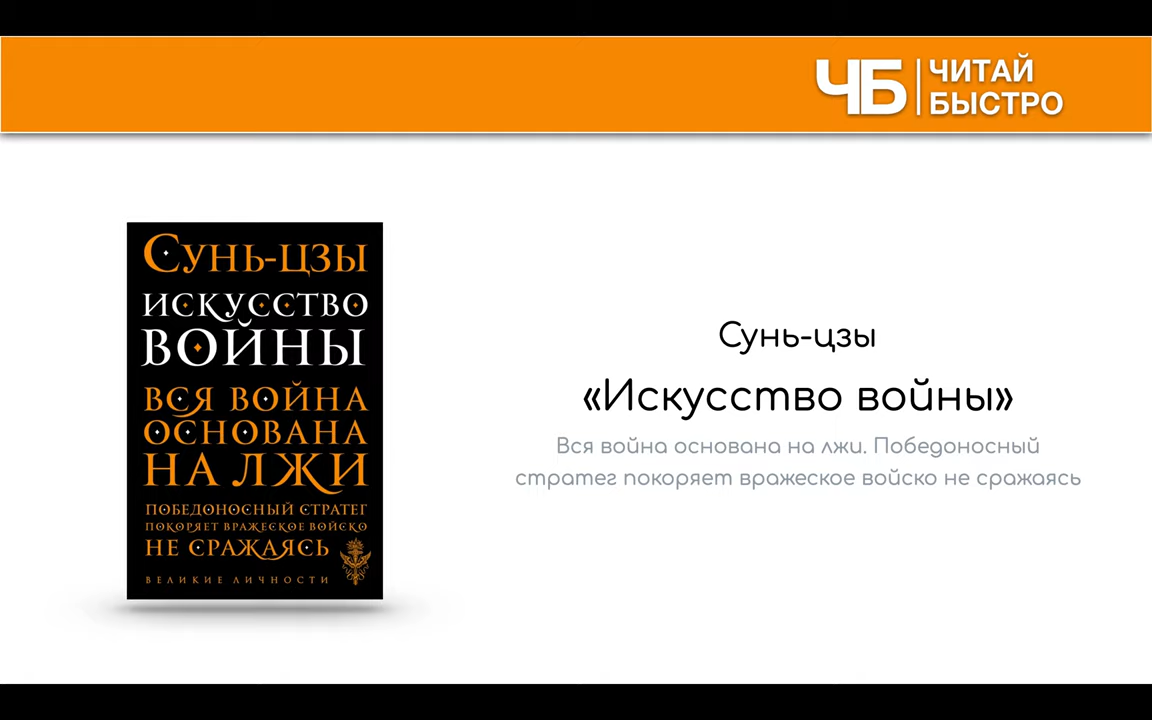 ЧБ ЧИТАЙ
БЫСТРО
СУНЬ-ЦЗЫ
ИСКУССТВО
ВОЙНЫ
ВСЯ ВОЙНА
ОСНОВАНА
НА ЛЖИ
ПОБЕДОНОСНЫЙ СТРАТЕГ
ПОКОРЯЕТ ВРАЖЕСКОЕ ВОЙСКО
НЕ СРАЖАЯСЬ
ВЕЛИКИЕ ЛИЧНОСТИ
Сунь-цзы
«Искусство войны»
Вся война основана на лжи. Победоносный
стратег покоряет вражеское войско не сражаясь